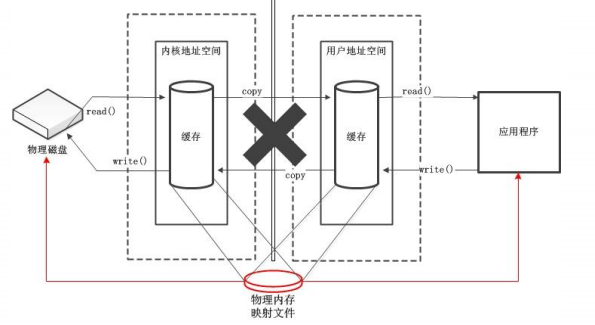 内核地址空间
用户地址空间
copy
read()
read()
缓存
缓存
应用程序
物理磁盘
write()
copy
write()
物理内存
映射文件